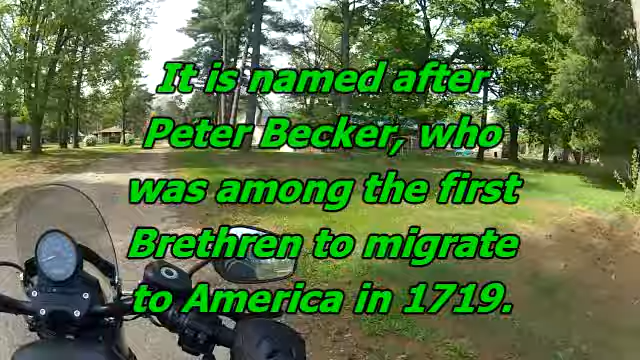 It is named after
Peter Becker, who
was among the first
Brethren to migrate
to America in 1719.